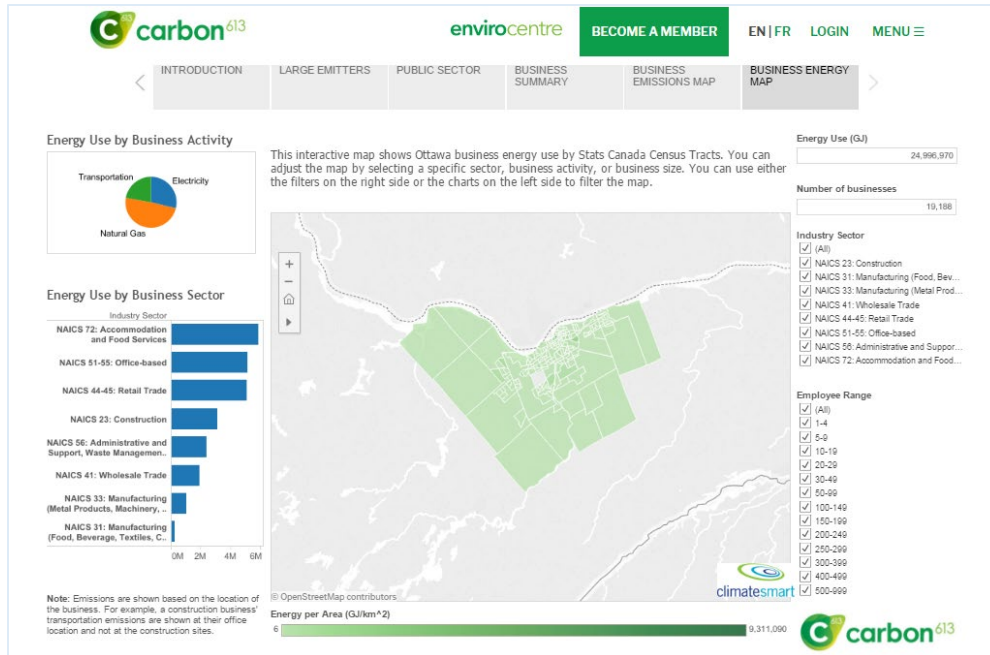 carbon613
envirocentre
BECOME A MEMBER
EN|FR
LOGIN
MENU ☰
INTRODUCTION
LARGE EMITTERS
PUBLIC SECTOR
BUSINESS
SUMMARY
BUSINESS
EMISSIONS MAP
BUSINESS ENERGY
MAP
Energy Use by Business Activity
Transportation
Electricity
Natural Gas
Energy Use by Business Sector
Industry Sector
NAICS 72: Accommodation
and Food Services
NAICS 51-55: Office-based
NAICS 44-45: Retail Trade
NAICS 23: Construction
NAICS 56: Administrative and
Support, Waste Managemen..
NAICS 41: Wholesale Trade
NAICS 33: Manufacturing
(Metal Products, Machinery, ..
NAICS 31: Manufacturing
(Food, Beverage, Textiles, C..
0M 2M 4M 6M
Note: Emissions are shown based on the location of
the business. For example, a construction business'
transportation emissions are shown at their office
location and not at the construction sites.
This interactive map shows Ottawa business energy use by Stats Canada Census Tracts. You can
adjust the map by selecting a specific sector, business activity, or business size. You can use either
the filters on the right side or the charts on the left side to filter the map.
© OpenStreetMap contributors
climatesmart
Energy per Area (GJ/km^2)
6 9,311,090
Energy Use (GJ)
24,996,970
Number of businesses
19,188
Industry Sector
(All)
NAICS 23: Construction
NAICS 31: Manufacturing (Food, Bev...
NAICS 33: Manufacturing (Metal Prod...
NAICS 41: Wholesale Trade
NAICS 44-45: Retail Trade
NAICS 51-55: Office-based
NAICS 56: Administrative and Suppor...
NAICS 72: Accommodation and Food...
Employee Range
(All)
1-4
5-9
10-19
20-29
30-49
50-99
100-149
150-199
200-249
250-299
300-399
400-499
500-999
carbon613